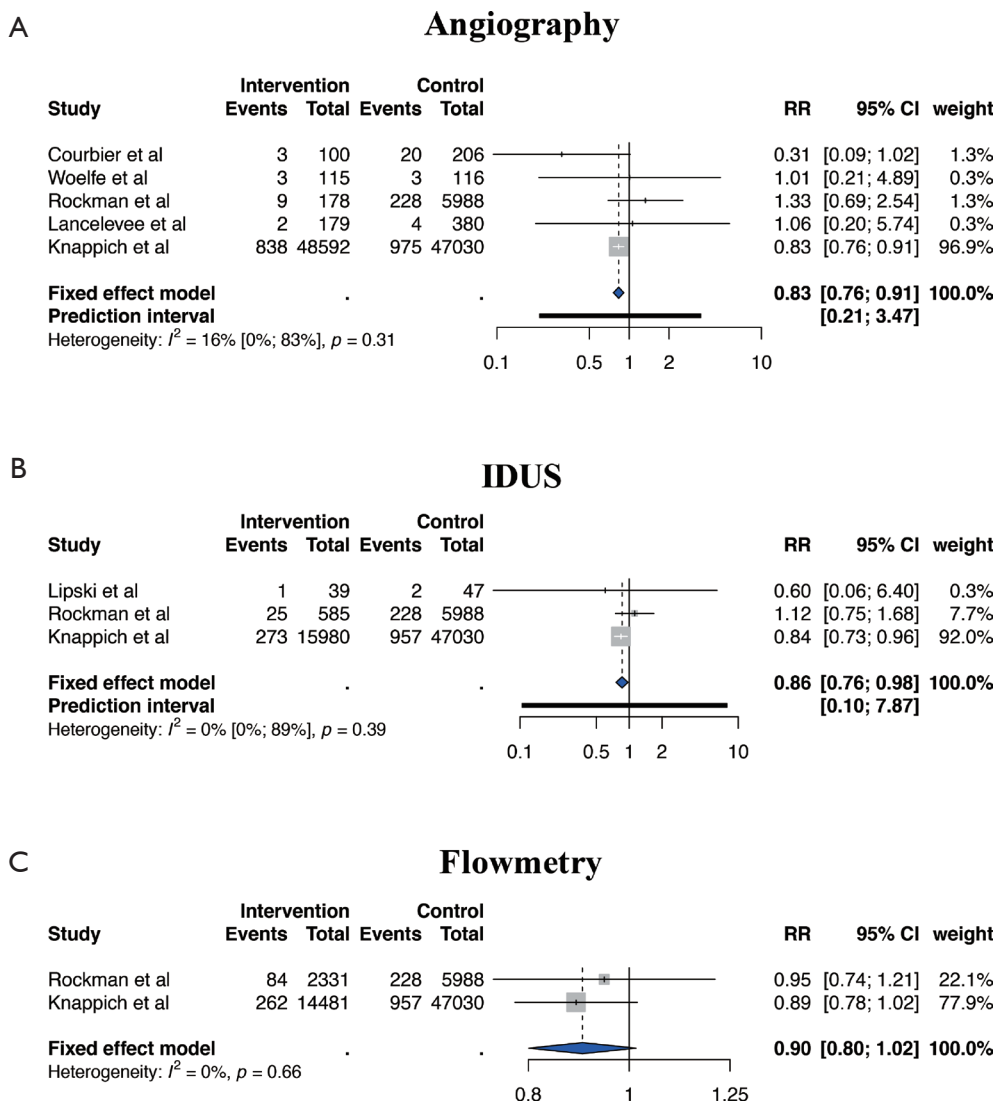 A
Angiography
Intervention Control
Study Events Total Events Total RR 95% CI weight
Courbier et al 3 100 20 206 0.31 [0.09; 1.02] 1.3%
Woelfe et al 3 115 3 116 1.01 [0.21; 4.89] 0.3%
Rockman et al 9 178 228 5988 1.33 [0.69; 2.54] 1.3%
Lancelevee et al 2 179 4 380 1.06 [0.20; 5.74] 0.3%
Knappich et al 838 48592 975 47030 0.83 [0.76; 0.91] 96.9%
Fixed effect model . . 0.83 [0.76; 0.91] 100.0%
Prediction interval [0.21; 3.47]
Heterogeneity: I² = 16% [0%; 83%], p = 0.31
0.1 0.5 1 2 10
B
IDUS
Intervention Control
Study Events Total Events Total RR 95% CI weight
Lipski et al 1 39 2 47 0.60 [0.06; 6.40] 0.3%
Rockman et al 25 585 228 5988 1.12 [0.75; 1.68] 7.7%
Knappich et al 273 15980 957 47030 0.84 [0.73; 0.96] 92.0%
Fixed effect model . . 0.86 [0.76; 0.98] 100.0%
Prediction interval [0.10; 7.87]
Heterogeneity: I² = 0% [0%; 89%], p = 0.39
0.1 0.5 1 2 10
C
Flowmetry
Intervention Control
Study Events Total Events Total RR 95% CI weight
Rockman et al 84 2331 228 5988 0.95 [0.74; 1.21] 22.1%
Knappich et al 262 14481 957 47030 0.89 [0.78; 1.02] 77.9%
Fixed effect model . . 0.90 [0.80; 1.02] 100.0%
Heterogeneity: I² = 0%, p = 0.66
0.8 1 1.25